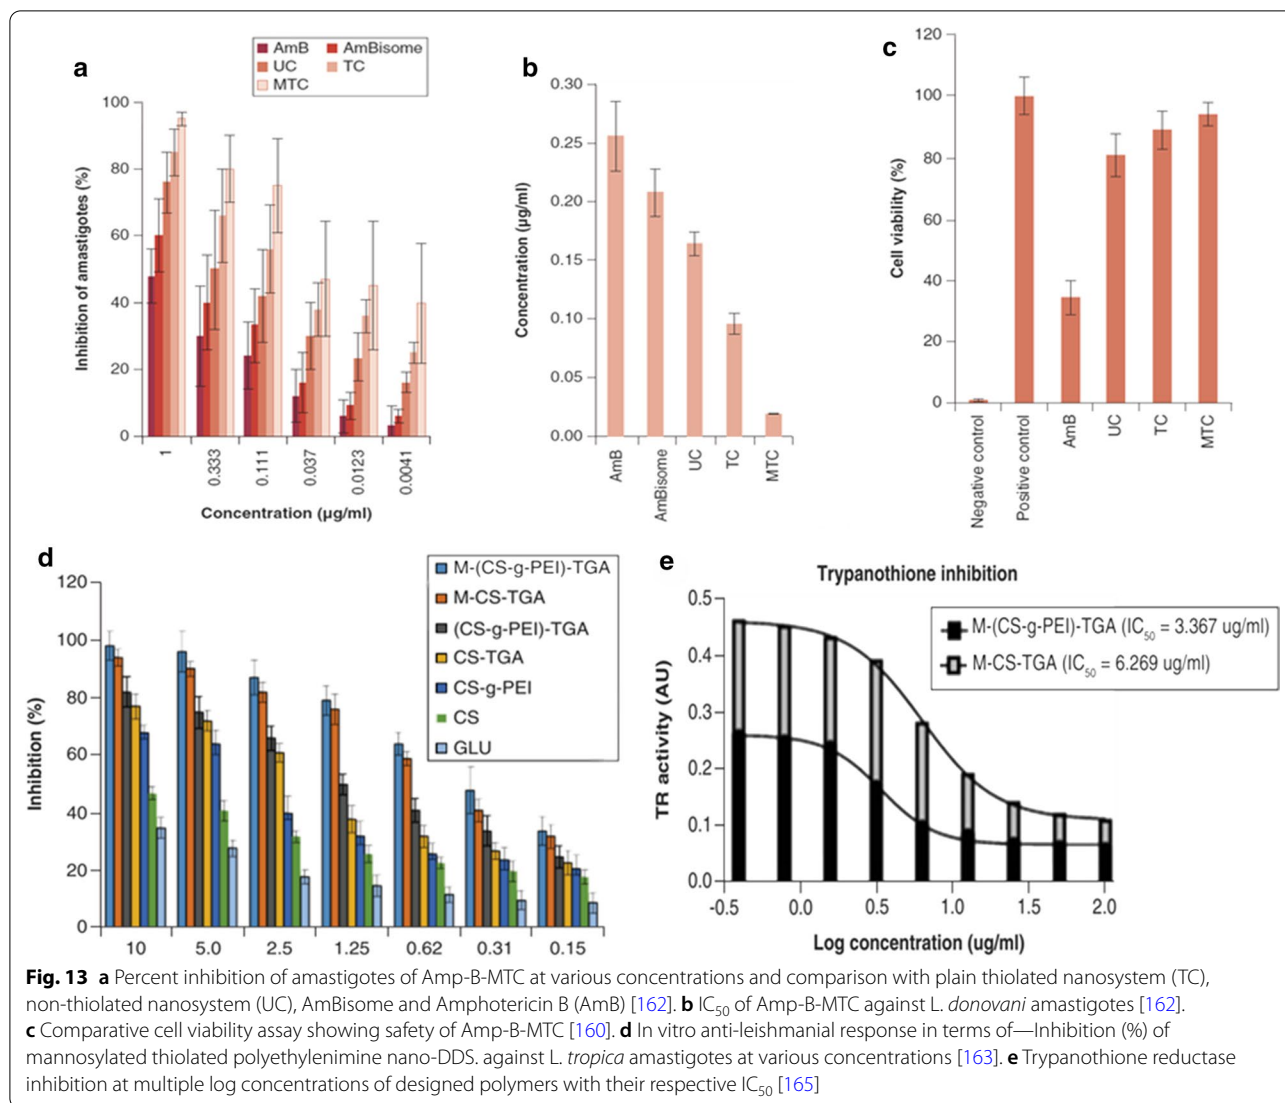 a
AmB AmBisome
UC TC
MTC
Inhibition of amastigotes (%)
100
80
60
40
20
0
1 0.333 0.111 0.037 0.0123 0.0041
Concentration (µg/ml)
b
Concentration (µg/ml)
0.30
0.25
0.20
0.15
0.10
0.05
0.00
AmB AmBisome UC TC MTC
c
Cell viability (%)
120
100
80
60
40
20
0
Negative control Positive control AmB UC TC MTC
d
M-(CS-g-PEI)-TGA
M-CS-TGA
(CS-g-PEI)-TGA
CS-TGA
CS-g-PEI
CS
GLU
Inhibition (%)
120
100
80
60
40
20
0
10 5.0 2.5 1.25 0.62 0.31 0.15
e
Trypanothione inhibition
M-(CS-g-PEI)-TGA (IC50 = 3.367 ug/ml)
M-CS-TGA (IC50 = 6.269 ug/ml)
TR activity (AU)
0.5
0.4
0.3
0.2
0.1
0.0
-0.5 0.0 0.5 1.0 1.5 2.0
Log concentration (ug/ml)
Fig. 13 a Percent inhibition of amastigotes of Amp-B-MTC at various concentrations and comparison with plain thiolated nanosystem (TC),
non-thiolated nanosystem (UC), AmBisome and Amphotericin B (AmB) [162]. b IC50 of Amp-B-MTC against L. donovani amastigotes [162].
c Comparative cell viability assay showing safety of Amp-B-MTC [160]. d In vitro anti-leishmanial response in terms of—Inhibition (%) of
mannosylated thiolated polyethylenimine nano-DDS. against L. tropica amastigotes at various concentrations [163]. e Trypanothione reductase
inhibition at multiple log concentrations of designed polymers with their respective IC50 [165]